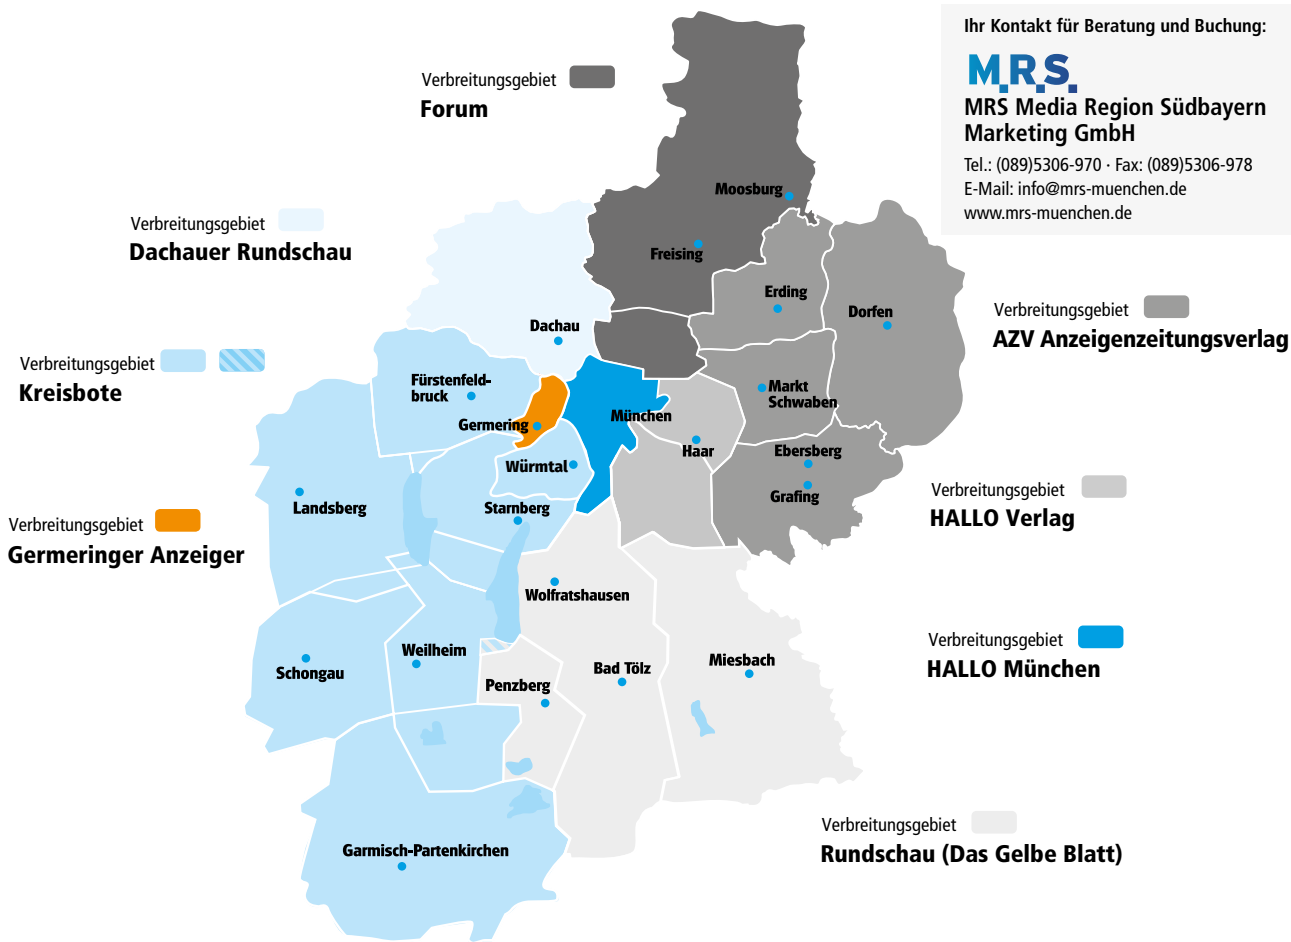 Ihr Kontakt für Beratung und Buchung:
M.R.S.
MRS Media Region Südbayern
Marketing GmbH
Tel.: (089)5306-970 · Fax: (089)5306-978
E-Mail: info@mrs-muenchen.de
www.mrs-muenchen.de
Verbreitungsgebiet
Forum
Verbreitungsgebiet
Dachauer Rundschau
Verbreitungsgebiet
Kreisbote
Verbreitungsgebiet
Germeringer Anzeiger
Verbreitungsgebiet
AZV Anzeigenzeitungsverlag
Verbreitungsgebiet
HALLO Verlag
Verbreitungsgebiet
HALLO München
Verbreitungsgebiet
Rundschau (Das Gelbe Blatt)
Moosburg
Freising
Erding
Dorfen
Dachau
Fürstenfeld-
bruck
Markt
Schwaben
München
Germering
Haar
Ebersberg
Würmtal
Grafing
Landsberg
Starnberg
Wolfratshausen
Weilheim
Miesbach
Bad Tölz
Schongau
Penzberg
Garmisch-Partenkirchen